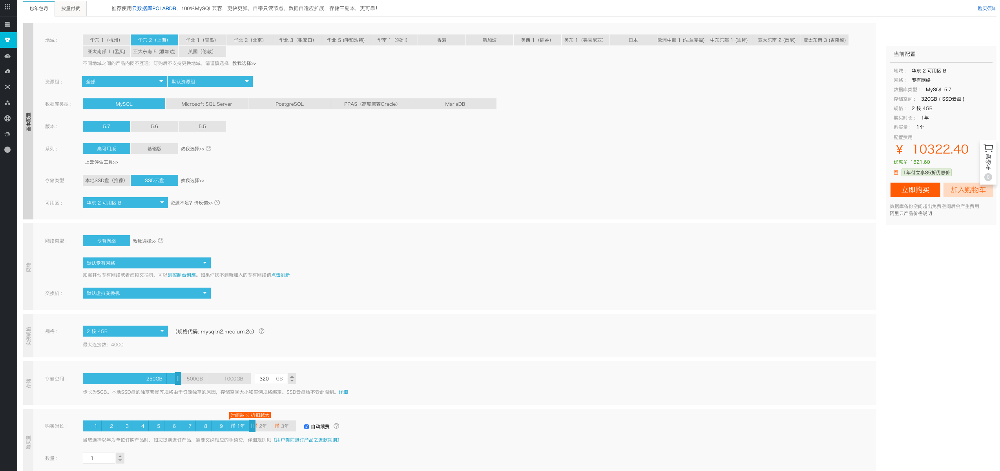 包年包月 按量付费 推荐使用云数据库POLARDB，100%MySQL兼容，更快更弹，自带只读节点，数据自适应扩展，存储三副本，更可靠！ 购买须知
基本配置
地域： 华东 1（杭州） 华东 2（上海） 华北 1（青岛） 华北 2（北京） 华北 3（张家口） 华北 5 (呼和浩特) 华南 1（深圳） 香港 新加坡 美西 1（硅谷） 美东 1（弗吉尼亚） 日本 欧洲中部 1 (法兰克福) 中东东部 1 (迪拜) 亚太东南 2 (悉尼) 亚太东南 3 (吉隆坡)
亚太南部 1 (孟买) 亚太东南 5 (雅加达) 英国（伦敦）
不同地域之间的产品内网不互通；订购后不支持更换地域，请谨慎选择 教我选择>>
资源组： 全部 默认资源组
数据库类型： MySQL Microsoft SQL Server PostgreSQL PPAS（高度兼容Oracle） MariaDB
版本： 5.7 5.6 5.5
系列： 高可用版 基础版 教我选择>>
上云评估工具>>
存储类型： 本地SSD盘（推荐） SSD云盘 教我选择>>
可用区： 华东 2 可用区 B 资源不足？请反馈>>
网络
网络类型： 专有网络 教我选择>>
默认专有网络
如需其他专有网络或者虚拟交换机，可以到控制台创建。如果你找不到新加入的专有网络请点击刷新
交换机： 默认虚拟交换机
实例规格
规格： 2 核 4GB （规格代码: mysql.n2.medium.2c）
最大连接数：4000
存储
存储空间： 250GB 500GB 1000GB 320 GB
步长为5GB。本地SSD盘的独享套餐等规格由于资源独享的原因，存储空间大小和实例规格绑定。SSD云盘版不受此限制。详细
购买量
时间越长 折扣越大
购买时长： 1 2 3 4 5 6 7 8 9 1年 2年 3年 自动续费
当您选择以年为单位订购产品时，如您提前退订产品，需要交纳相应的手续费，详细规则见《用户提前退订产品之退款规则》
数量： 1
当前配置
地域： 华东 2 可用区 B
网络： 专有网络
数据库类型： MySQL 5.7
存储空间： 320GB ( SSD云盘 )
规格： 2 核 4GB
购买时长： 1年
购买量： 1个
配置费用
¥ 10322.40
优惠¥ 1821.60
1年付立享85折优惠价
立即购买 加入购物车
数据库备份空间超出免费空间后会产生费用
阿里云产品价格说明
购物车
0